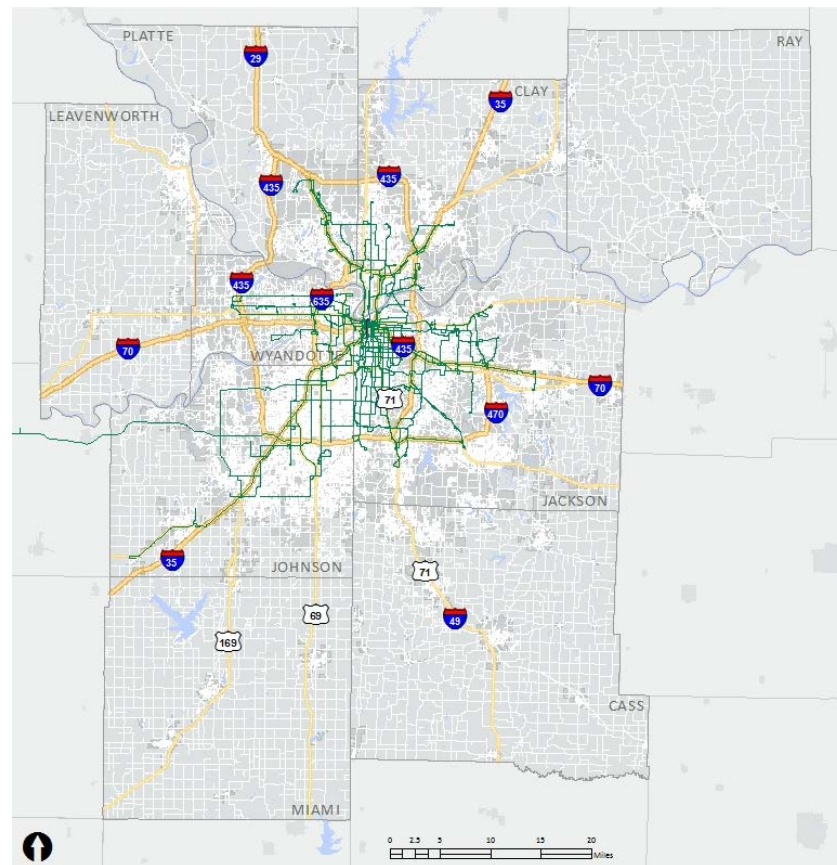 PLATTE
RAY
29
CLAY
35
LEAVENWORTH
435
435
435
635
70
WYANDOTTE
435
71
70
470
JACKSON
35
JOHNSON
71
69
49
169
CASS
MIAMI
0 2.5 5 10 15 20
Miles